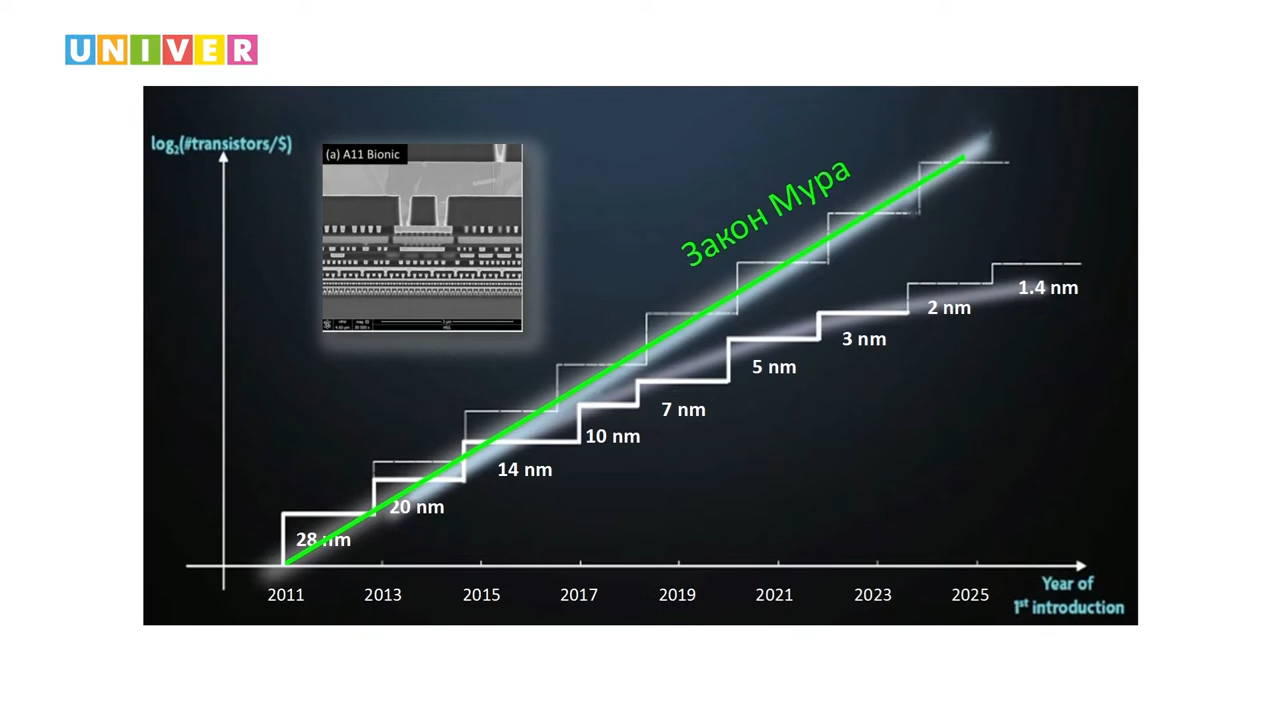 UNIVER
log₂(#transistors/$)
(a) A11 Bionic
Закон Мура
1.4 nm
2 nm
3 nm
5 nm
7 nm
10 nm
14 nm
20 nm
28 nm
2011 2013 2015 2017 2019 2021 2023 2025
Year of
1st introduction